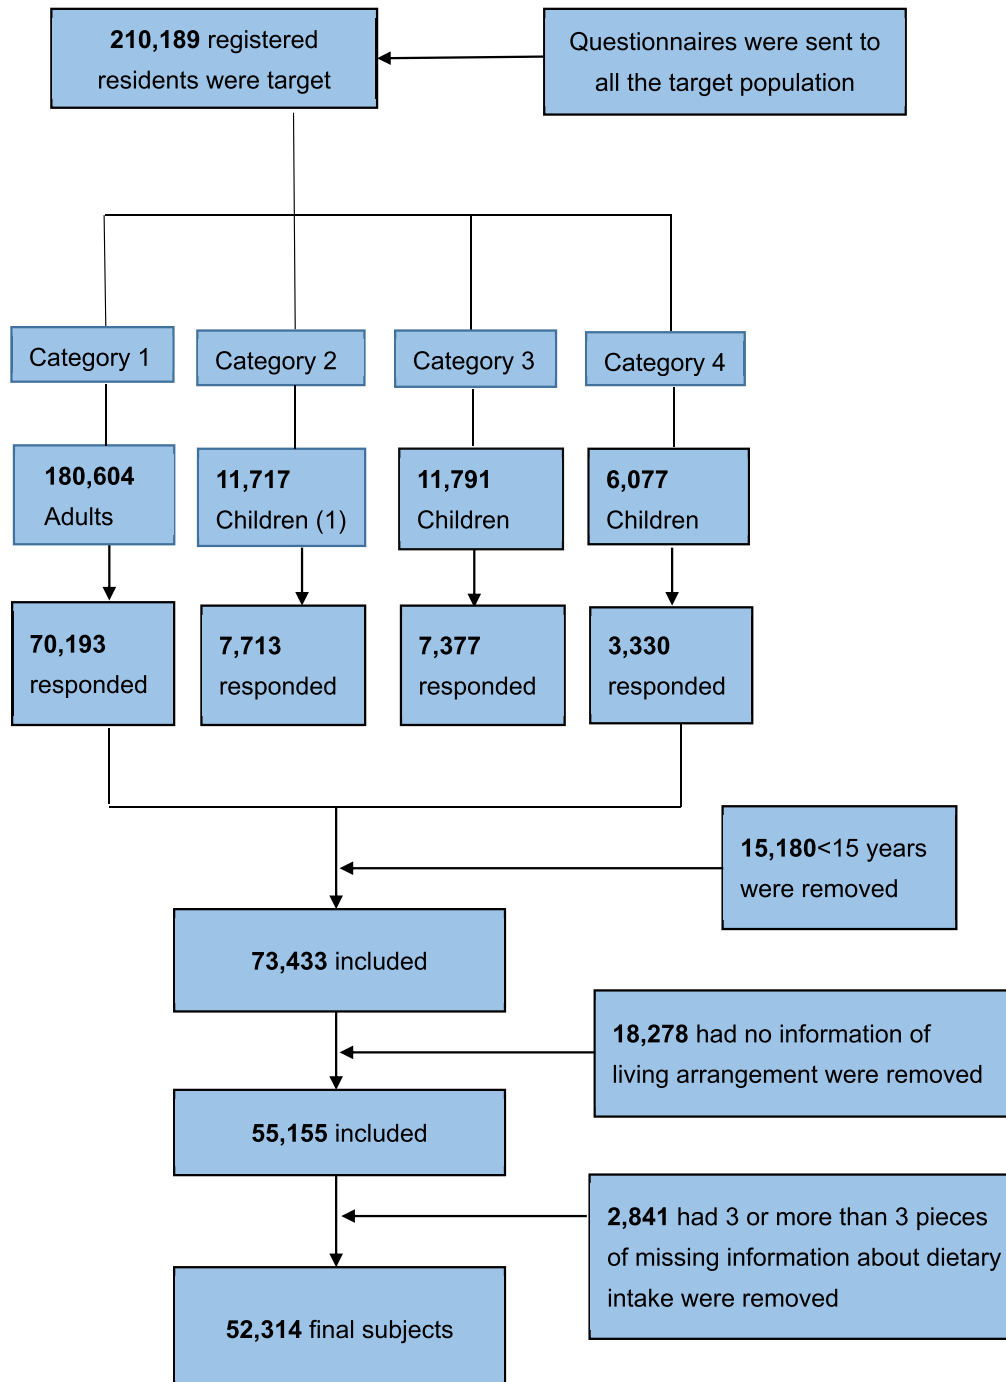 210,189 registered
residents were target
Questionnaires were sent to
all the target population
Category 1
Category 2
Category 3
Category 4
180,604
Adults
11,717
Children (1)
11,791
Children
6,077
Children
70,193
responded
7,713
responded
7,377
responded
3,330
responded
15,180<15 years
were removed
73,433 included
18,278 had no information of
living arrangement were removed
55,155 included
2,841 had 3 or more than 3 pieces
of missing information about dietary
intake were removed
52,314 final subjects